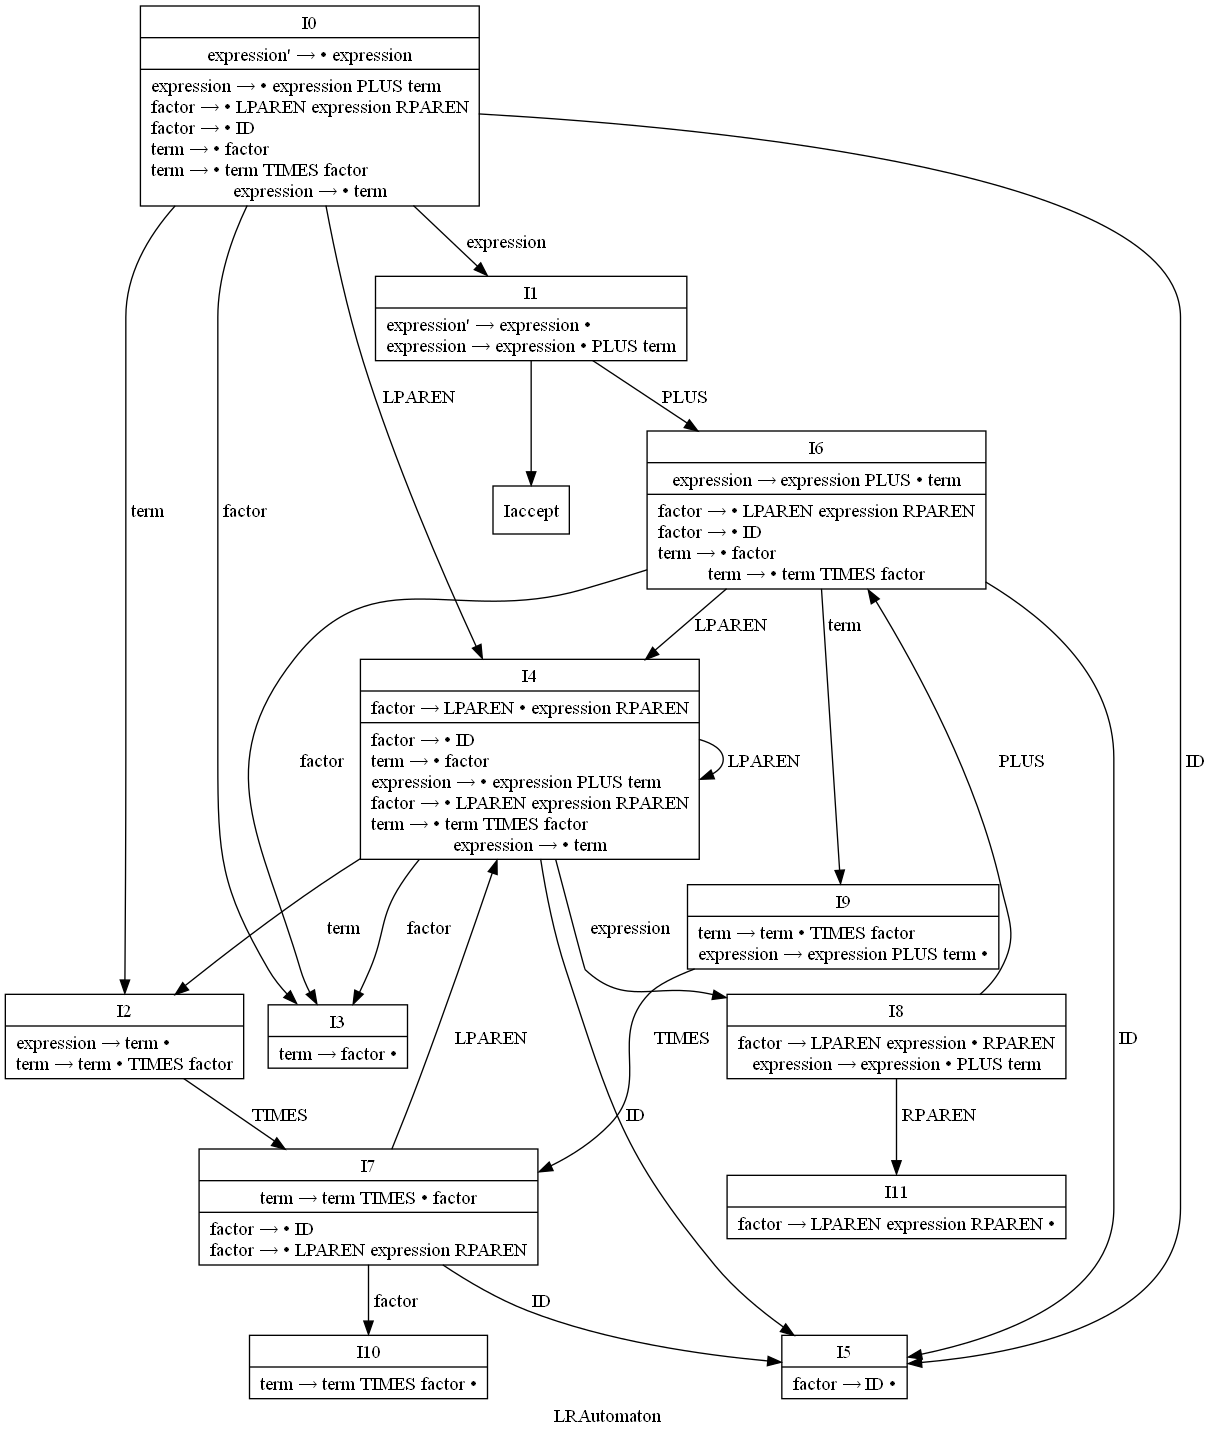 I0
expression' → • expression
expression → • expression PLUS term
factor → • LPAREN expression RPAREN
factor → • ID
term → • factor
term → • term TIMES factor
expression → • term
expression
I1
expression' → expression •
expression → expression • PLUS term
LPAREN
PLUS
ID
I6
expression → expression PLUS • term
factor → • LPAREN expression RPAREN
factor → • ID
term → • factor
term → • term TIMES factor
term
factor
Iaccept
LPAREN
term
I4
factor → LPAREN • expression RPAREN
factor → • ID
term → • factor
expression → • expression PLUS term
factor → • LPAREN expression RPAREN
term → • term TIMES factor
expression → • term
factor
LPAREN
PLUS
ID
I9
term → term • TIMES factor
expression → expression PLUS term •
term
factor
expression
I2
expression → term •
term → term • TIMES factor
I3
term → factor •
LPAREN
TIMES
I8
factor → LPAREN expression • RPAREN
expression → expression • PLUS term
TIMES
ID
RPAREN
I7
term → term TIMES • factor
factor → • ID
factor → • LPAREN expression RPAREN
I11
factor → LPAREN expression RPAREN •
factor
ID
I10
term → term TIMES factor •
I5
factor → ID •
ID
LRAutomaton